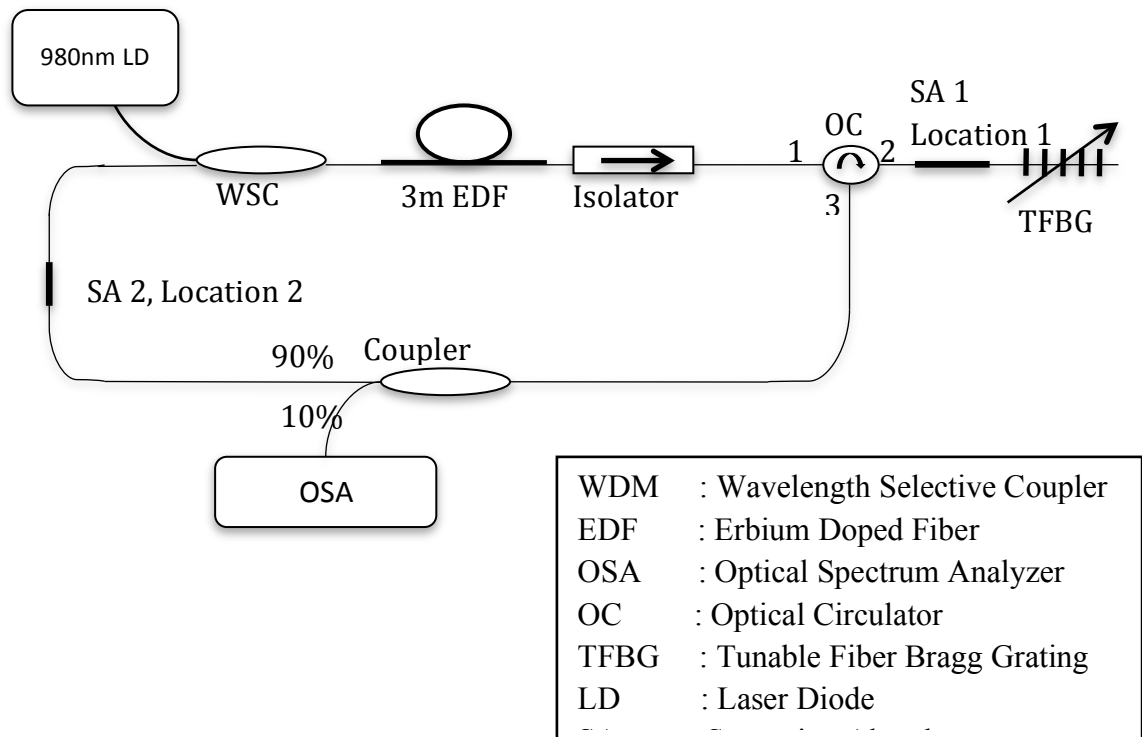 980nm LD
SA 1
Location 1
OC
1
2
3
WSC
3m EDF
Isolator
TFBG
SA 2, Location 2
90%
Coupler
10%
OSA
WDM : Wavelength Selective Coupler
EDF : Erbium Doped Fiber
OSA : Optical Spectrum Analyzer
OC : Optical Circulator
TFBG : Tunable Fiber Bragg Grating
LD : Laser Diode